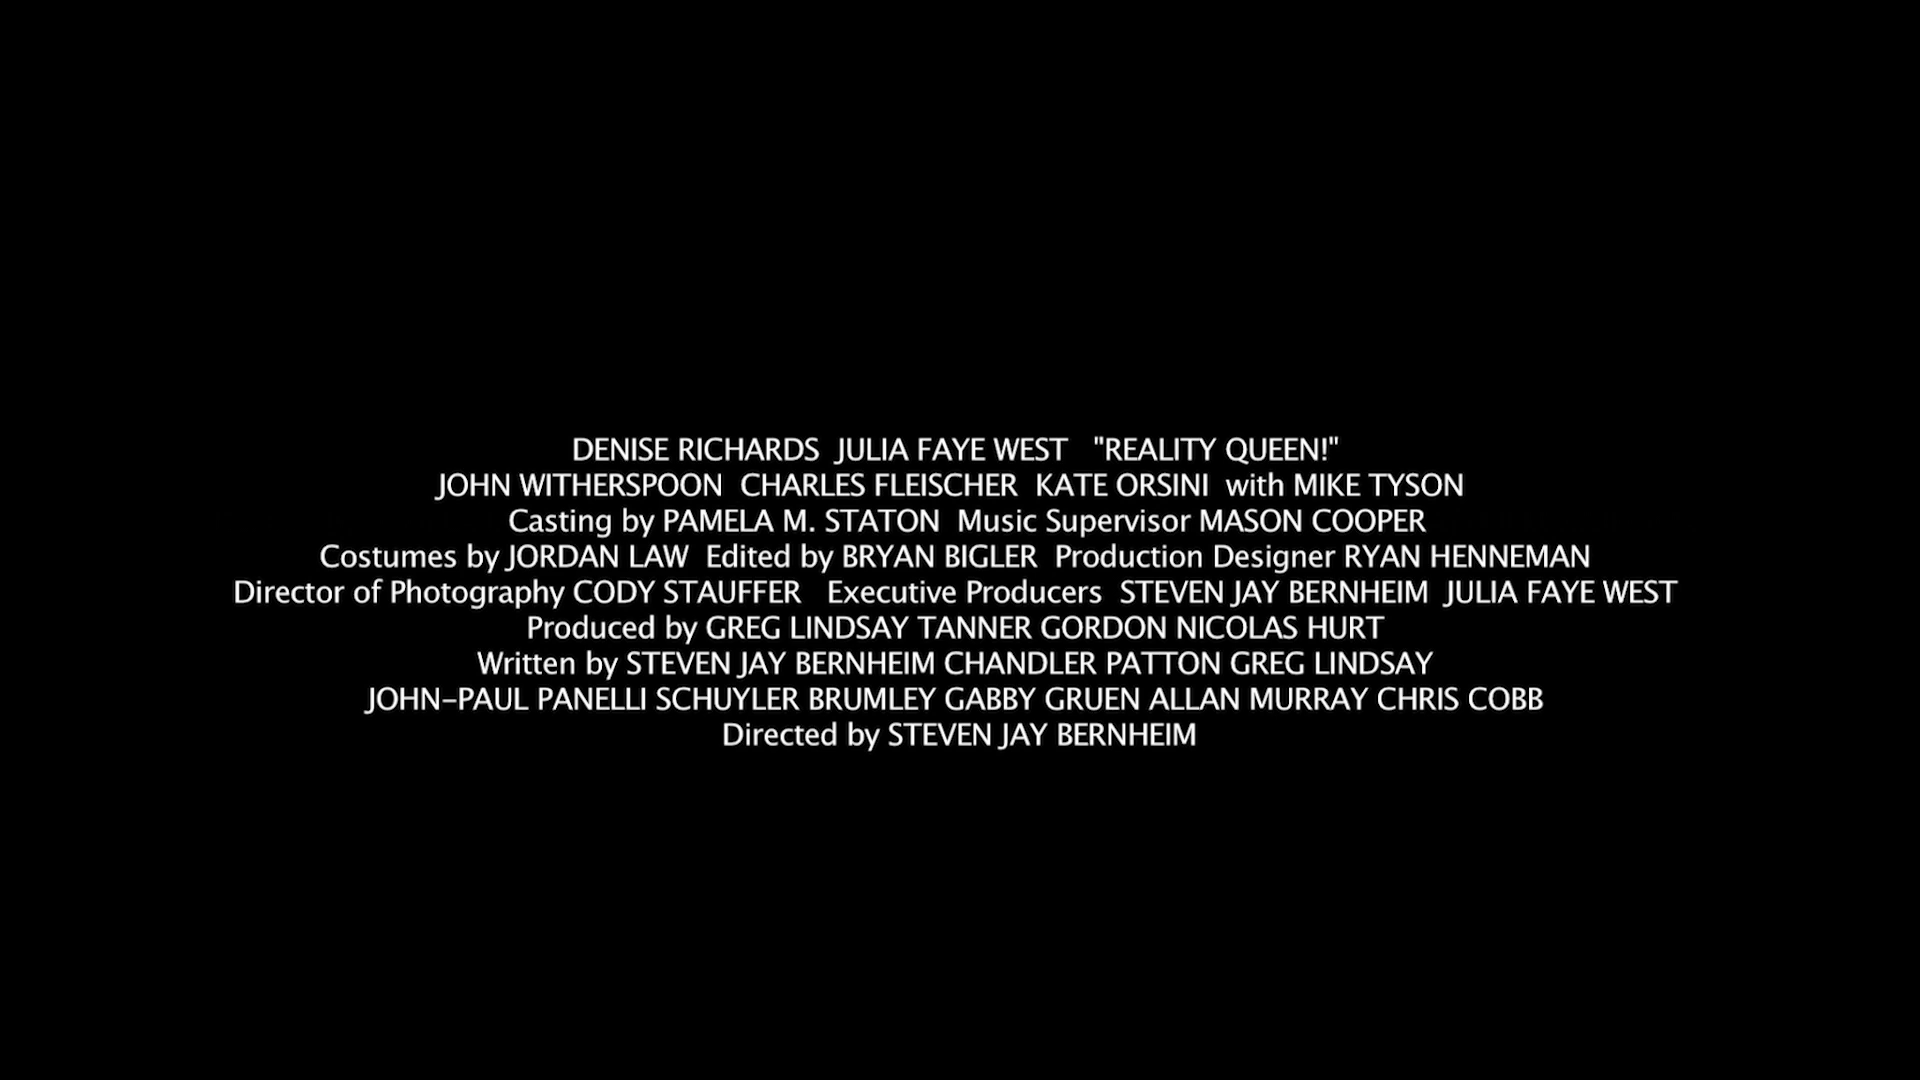 DENISE RICHARDS  JULIA FAYE WEST   "REALITY QUEEN!"
JOHN WITHERSPOON  CHARLES FLEISCHER  KATE ORSINI  with MIKE TYSON
Casting by PAMELA M. STATON  Music Supervisor MASON COOPER
Costumes by JORDAN LAW  Edited by BRYAN BIGLER  Production Designer RYAN HENNEMAN
Director of Photography CODY STAUFFER   Executive Producers  STEVEN JAY BERNHEIM  JULIA FAYE WEST
Produced by GREG LINDSAY TANNER GORDON NICOLAS HURT
Written by STEVEN JAY BERNHEIM CHANDLER PATTON GREG LINDSAY
JOHN-PAUL PANELLI SCHUYLER BRUMLEY GABBY GRUEN ALLAN MURRAY CHRIS COBB
Directed by STEVEN JAY BERNHEIM